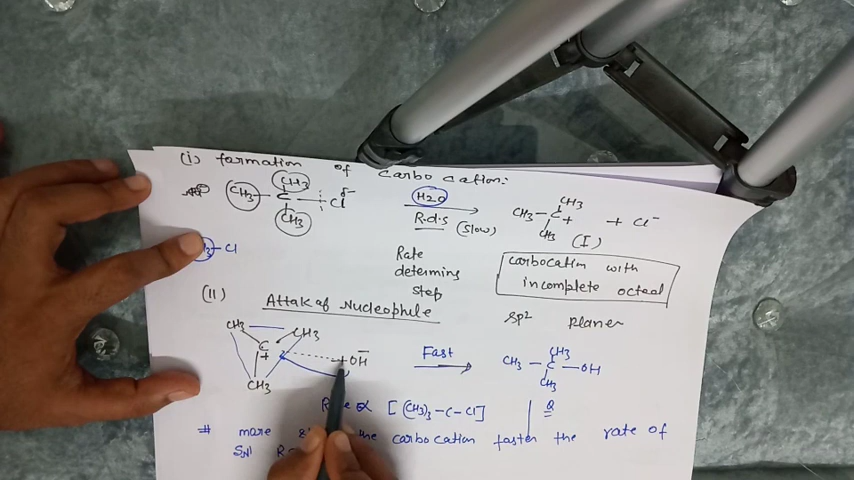 (i) formation of carbo cation:
CH3 CH3 – C – Cl δ- CH3
H2O
R.d.s (slow)
CH3 – C+ CH3 CH3 + Cl-
(I)
– Cl
Rate
determing
step
carbocation with
incomplete octeal
sp2 planer
(II) Attak of Nucleophile
CH3 CH3 C + CH3
+ OH-
Fast
CH3 – C – OH CH3 CH3
∝ [(CH3)3 – C – Cl]
# more the carbocation faster the rate of
SN1